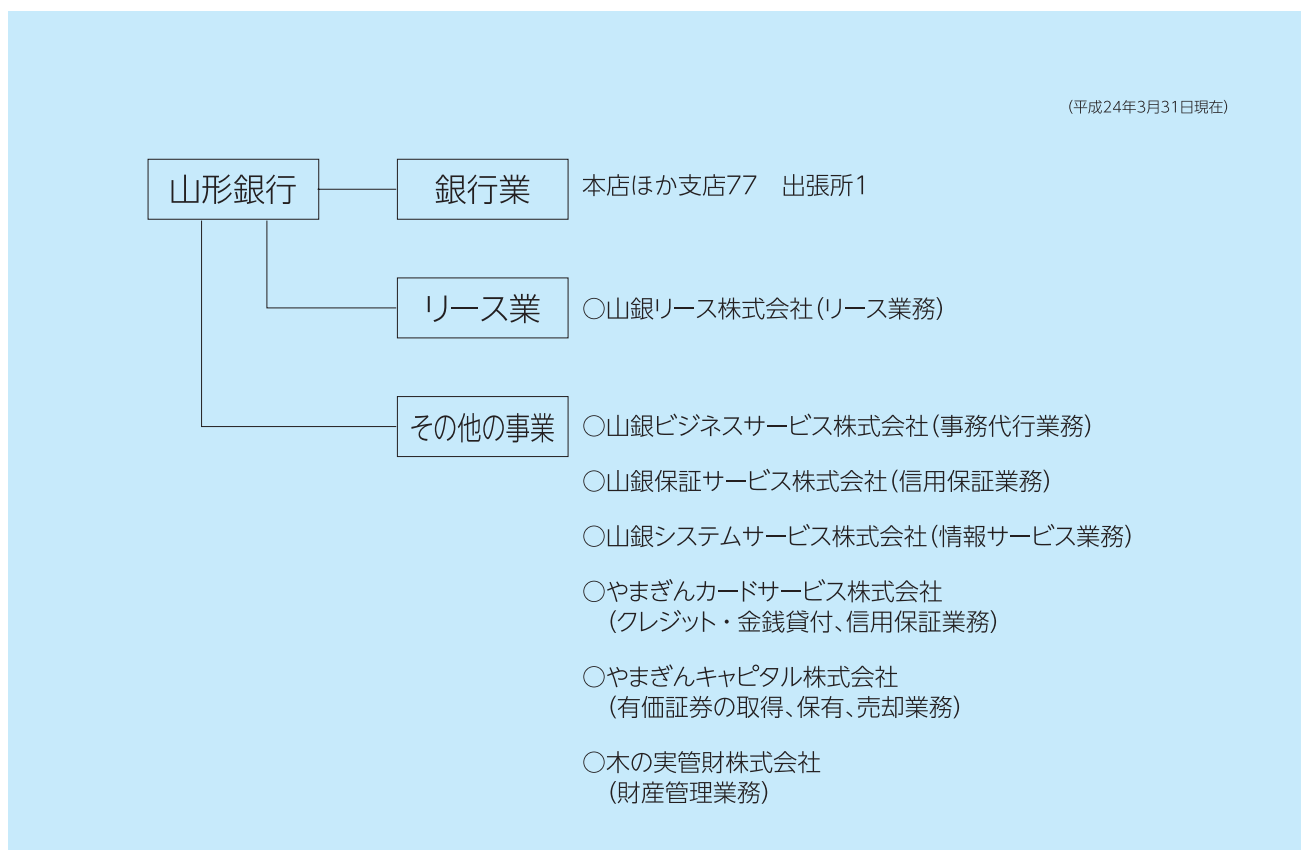 (平成24年3月31日現在)
山形銀行
銀行業
本店ほか支店77　出張所1
リース業
○山銀リース株式会社(リース業務)
その他の事業
○山銀ビジネスサービス株式会社(事務代行業務)
○山銀保証サービス株式会社(信用保証業務)
○山銀システムサービス株式会社(情報サービス業務)
○やまぎんカードサービス株式会社
(クレジット・金銭貸付、信用保証業務)
○やまぎんキャピタル株式会社
(有価証券の取得、保有、売却業務)
○木の実管財株式会社
(財産管理業務)